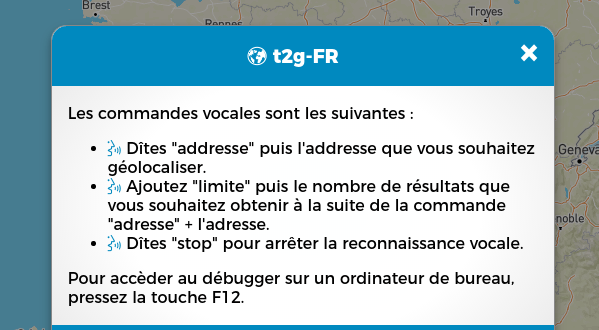 Brest
Troyes
t2g-FR
Les commandes vocales sont les suivantes :
Dîtes "addresse" puis l'addresse que vous souhaitez
géolocaliser.
Ajoutez "limite" puis le nombre de résultats que
vous souhaitez obtenir à la suite de la commande
"adresse" + l'adresse.
Dîtes "stop" pour arrêter la reconnaissance vocale.
Geneva
noble
Pour accèder au débugger sur un ordinateur de bureau,
pressez la touche F12.